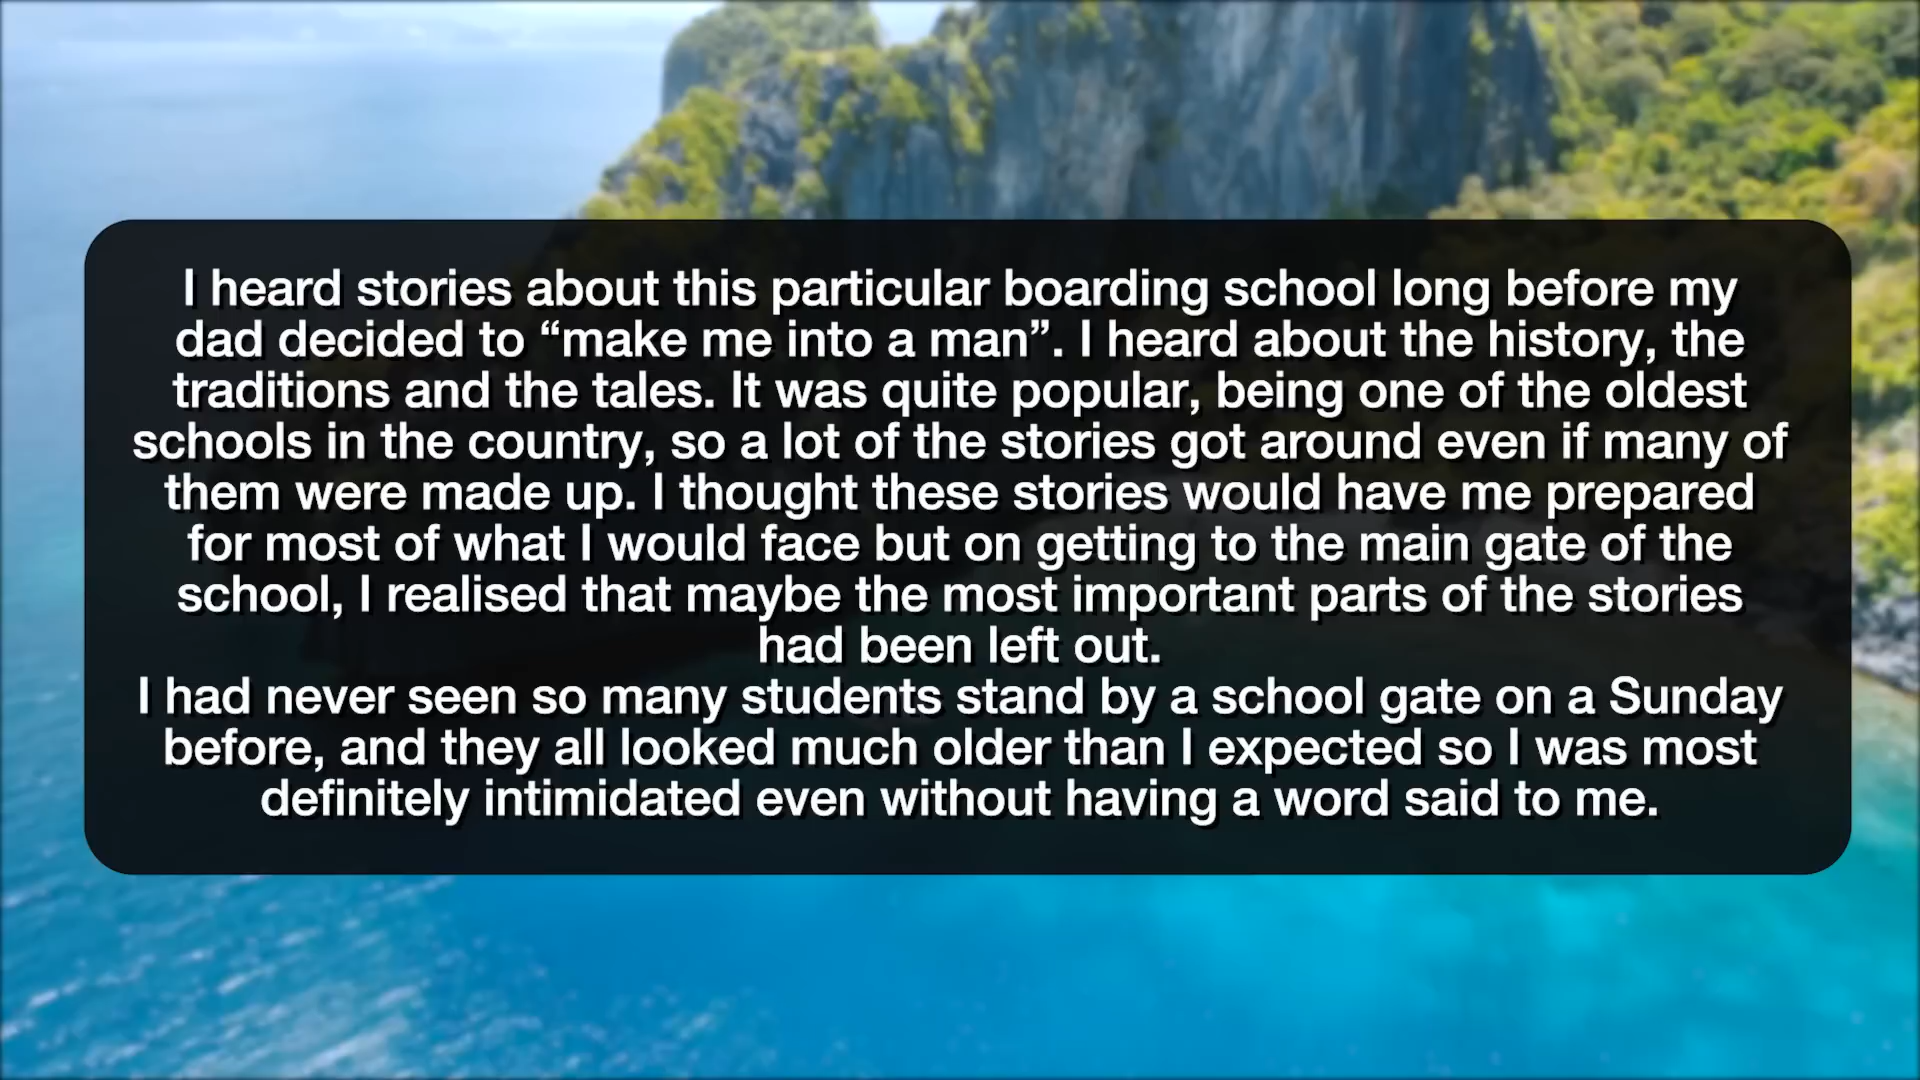 I heard stories about this particular boarding school long before my
dad decided to “make me into a man”. I heard about the history, the
traditions and the tales. It was quite popular, being one of the oldest
schools in the country, so a lot of the stories got around even if many of
them were made up. I thought these stories would have me prepared
for most of what I would face but on getting to the main gate of the
school, I realised that maybe the most important parts of the stories
had been left out.
I had never seen so many students stand by a school gate on a Sunday
before, and they all looked much older than I expected so I was most
definitely intimidated even without having a word said to me.